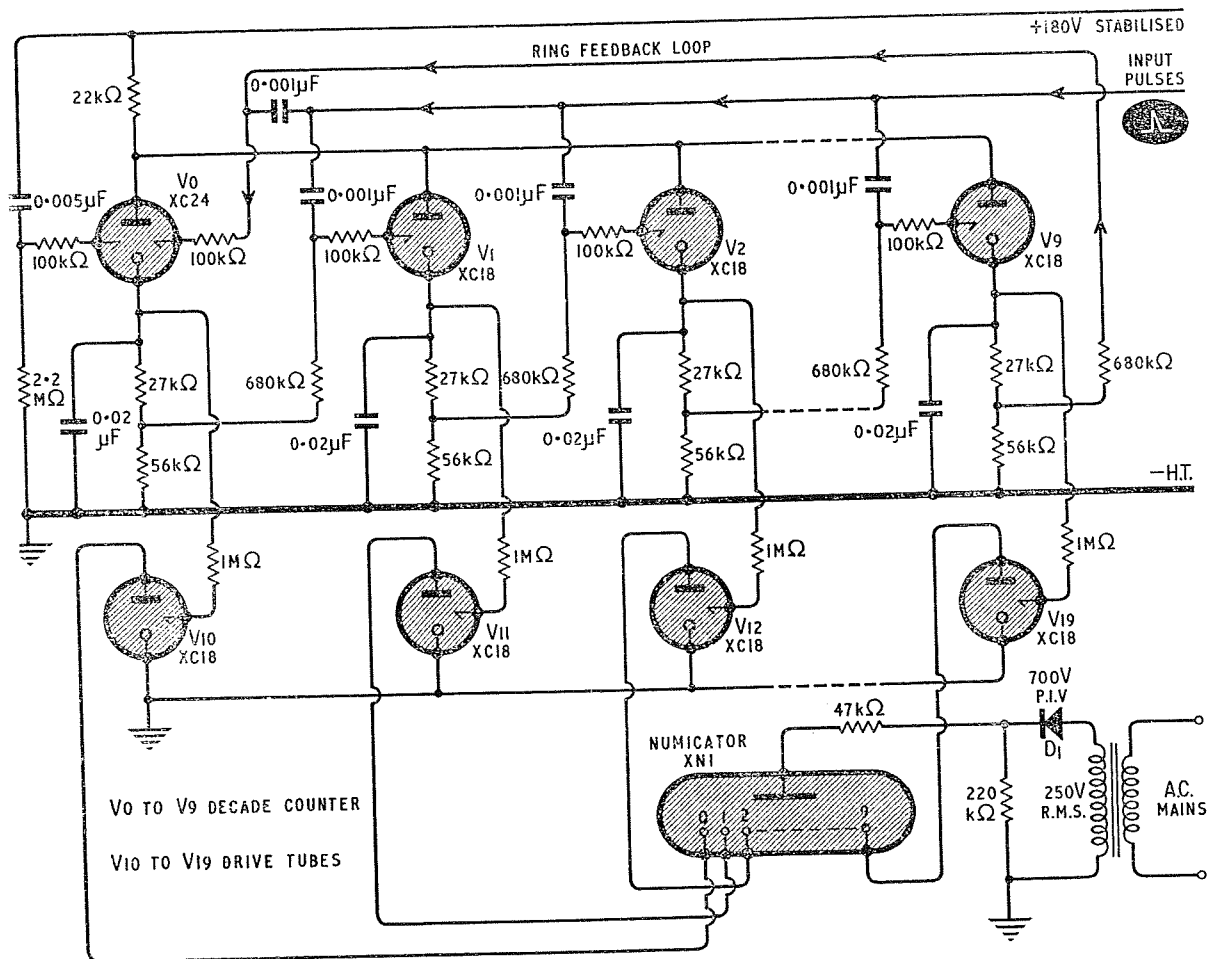 +180V STABILISED
RING FEEDBACK LOOP
INPUT
PULSES
22kΩ
0·001µF
0·005µF
V0
XC24
0·001µF
0·001µF
0·001µF
100kΩ
100kΩ
100kΩ
V1
XC18
100kΩ
V2
XC18
100kΩ
V9
XC18
2·2
MΩ
27kΩ
680kΩ
27kΩ
680kΩ
27kΩ
680kΩ
27kΩ
680kΩ
0·02
µF
56kΩ
0·02µF
56kΩ
0·02µF
56kΩ
0·02µF
56kΩ
–H.T.
1MΩ
1MΩ
1MΩ
1MΩ
V10
XC18
V11
XC18
V12
XC18
V19
XC18
700V
P.I.V
D1
47kΩ
NUMICATOR
XN1
0 1 2 9
220
kΩ
250V
R.M.S.
A.C.
MAINS
V0 TO V9 DECADE COUNTER
V10 TO V19 DRIVE TUBES